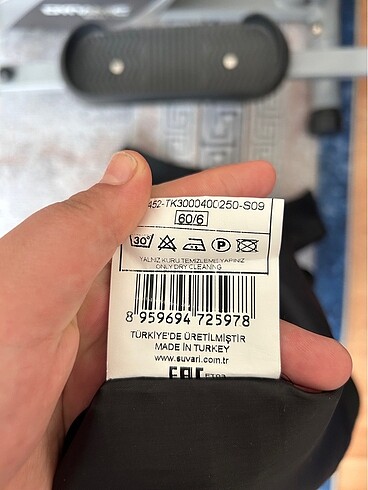 452-TK3000400250-S09
60/6
30°
P
YALNIZ KURU TEMİZLEME YAPINIZ
ONLY DRY CLEANING
8 959694 725978
TÜRKİYE'DE ÜRETİLMİŞTİR
MADE IN TURKEY
www.suvari.com.tr
EAC